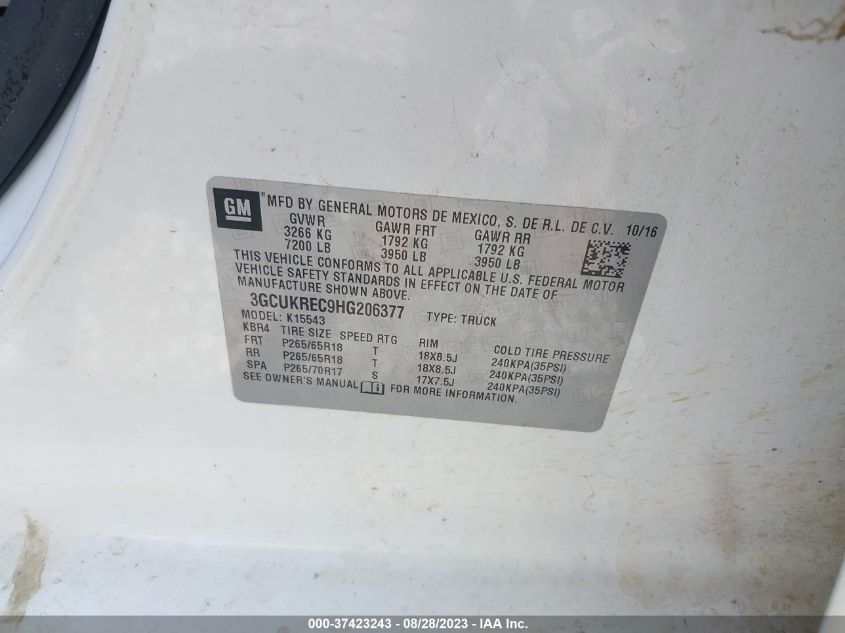 GM ® MFD BY GENERAL MOTORS DE MEXICO, S. DE R.L. DE C.V. 10/16
GVWR GAWR FRT GAWR RR
3266 KG 1792 KG 1792 KG
7200 LB 3950 LB 3950 LB
THIS VEHICLE CONFORMS TO ALL APPLICABLE U.S. FEDERAL MOTOR
VEHICLE SAFETY STANDARDS IN EFFECT ON THE DATE OF
MANUFACTURE SHOWN ABOVE.
3GCUKREC9HG206377 TYPE: TRUCK
MODEL: K15543
KBR4 TIRE SIZE SPEED RTG RIM COLD TIRE PRESSURE
FRT P265/65R18 T 18X8.5J 240KPA(35PSI)
RR P265/65R18 T 18X8.5J 240KPA(35PSI)
SPA P265/70R17 S 17X7.5J 240KPA(35PSI)
SEE OWNER'S MANUAL FOR MORE INFORMATION.
000-37423243 - 08/28/2023 - IAA Inc.